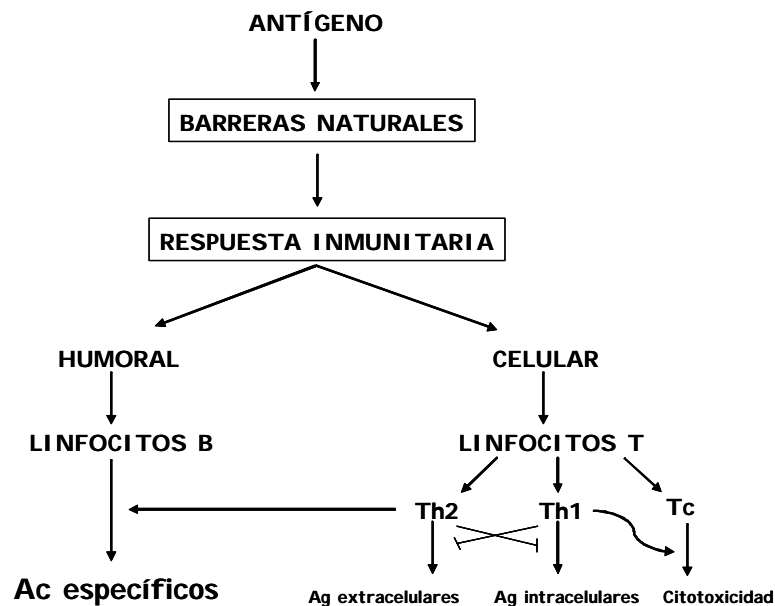 ANTÍGENO
BARRERAS NATURALES
RESPUESTA INMUNITARIA
HUMORAL
CELULAR
LINFOCITOS B
LINFOCITOS T
Th2
Th1
Tc
Ac específicos
Ag extracelulares
Ag intracelulares
Citotoxicidad